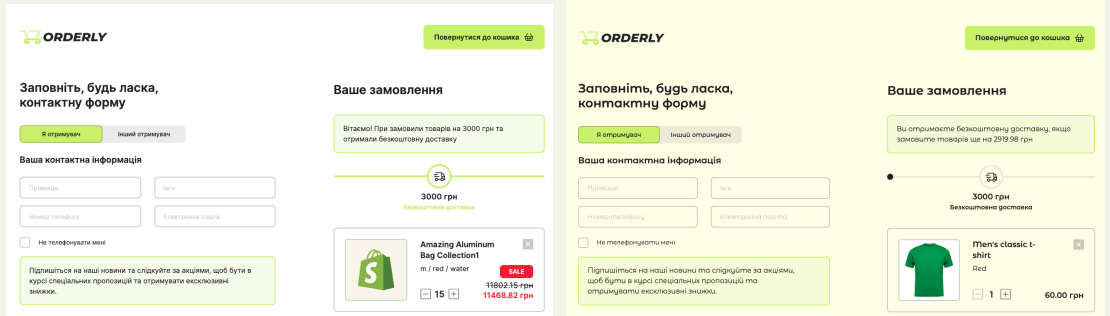 ORDERLY
Повернутися до кошика
Заповніть, будь ласка,
контактну форму
Я отримувач
Інший отримувач
Ваша контактна інформація
Прізвище
Ім'я
Номер телефону
Електронна пошта
Не телефонувати мені
Підпишіться на наші новини та слідкуйте за акціями, щоб бути в
курсі спеціальних пропозицій та отримувати ексклюзивні
знижки.
Ваше замовлення
Вітаємо! При замовили товарів на 3000 грн та
отримали безкоштовну доставку
3000 грн
Безкоштовна доставка
Amazing Aluminum
Bag Collection1
m / red / water
SALE
15
11802.15 грн
11468.82 грн
ORDERLY
Повернутися до кошика
Заповніть, будь ласка,
контактну форму
Я отримувач
Інший отримувач
Ваша контактна інформація
Прізвище
Ім'я
Номер телефону
Електронна пошта
Не телефонувати мені
Підпишіться на наші новини та слідкуйте за акціями,
щоб бути в курсі спеціальних пропозицій та
отримувати ексклюзивні знижки.
Ваше замовлення
Ви отримаєте безкоштовну доставку, якщо
замовите товарів ще на 2919.98 грн
3000 грн
Безкоштовна доставка
Men's classic t-
shirt
Red
1
60.00 грн